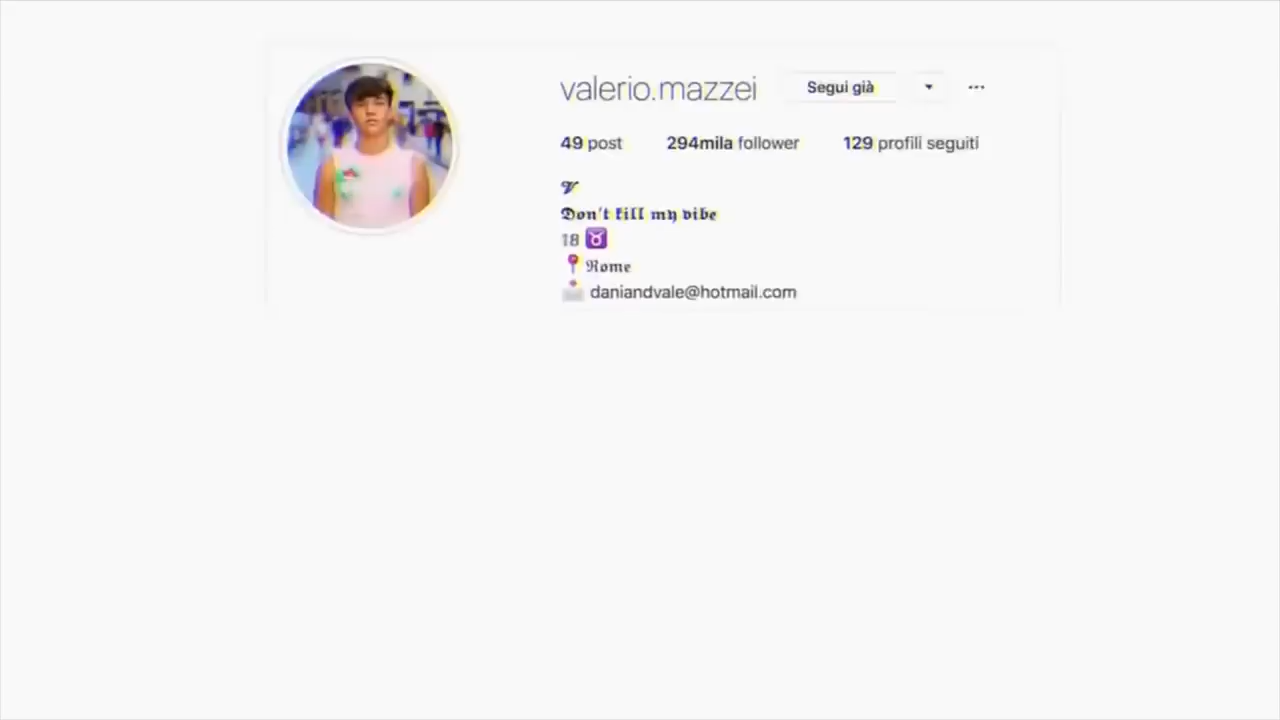 valerio.mazzei Segui già
49 post 294mila follower 129 profili seguiti
𝓥
𝕯𝖔𝖓'𝖙 𝖐𝖎𝖑𝖑 𝖒𝖞 𝖛𝖎𝖇𝖊
18 ♉
📍 𝕽𝖔𝖒𝖊
📩 daniandvale@hotmail.com